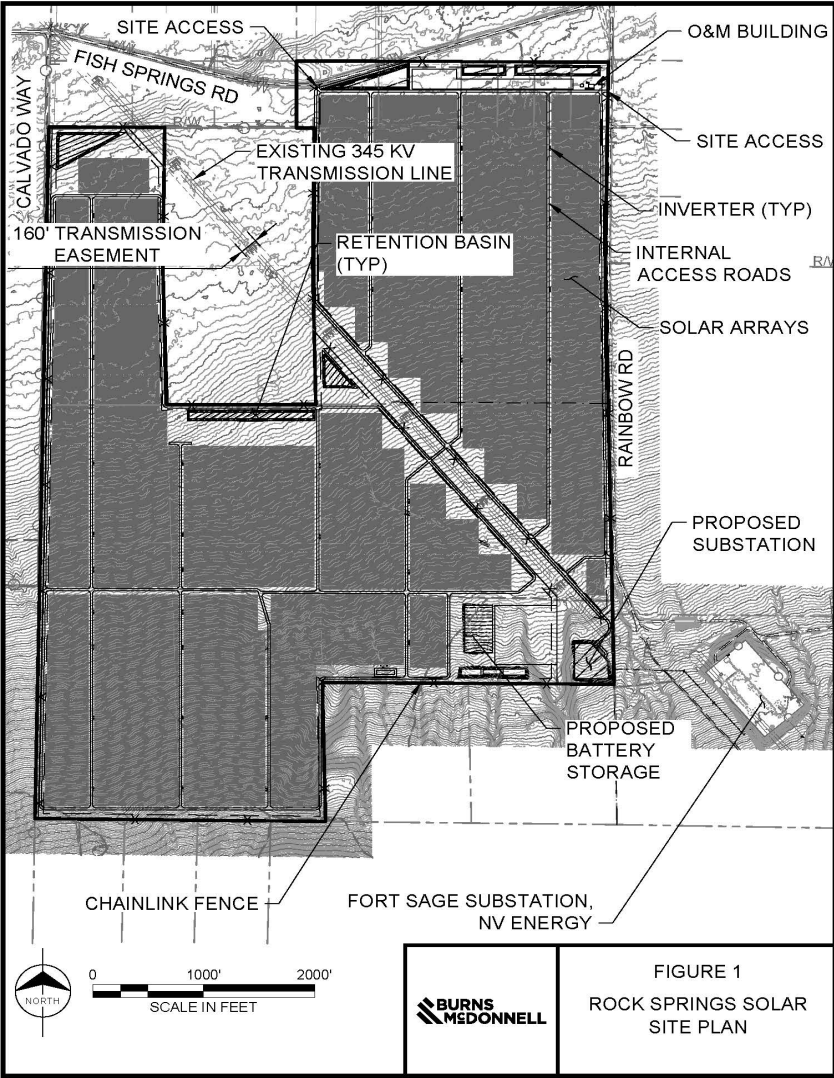 SITE ACCESS
O&M BUILDING
FISH SPRINGS RD
CALVADO WAY
R/W
SITE ACCESS
EXISTING 345 KV
TRANSMISSION LINE
INVERTER (TYP)
160' TRANSMISSION
EASEMENT
RETENTION BASIN
(TYP)
INTERNAL
ACCESS ROADS
R/W
SOLAR ARRAYS
RAINBOW RD
PROPOSED
SUBSTATION
PROPOSED
BATTERY
STORAGE
CHAINLINK FENCE
FORT SAGE SUBSTATION,
NV ENERGY
NORTH
0 1000' 2000'
SCALE IN FEET
BURNS
MCDONNELL
FIGURE 1
ROCK SPRINGS SOLAR
SITE PLAN